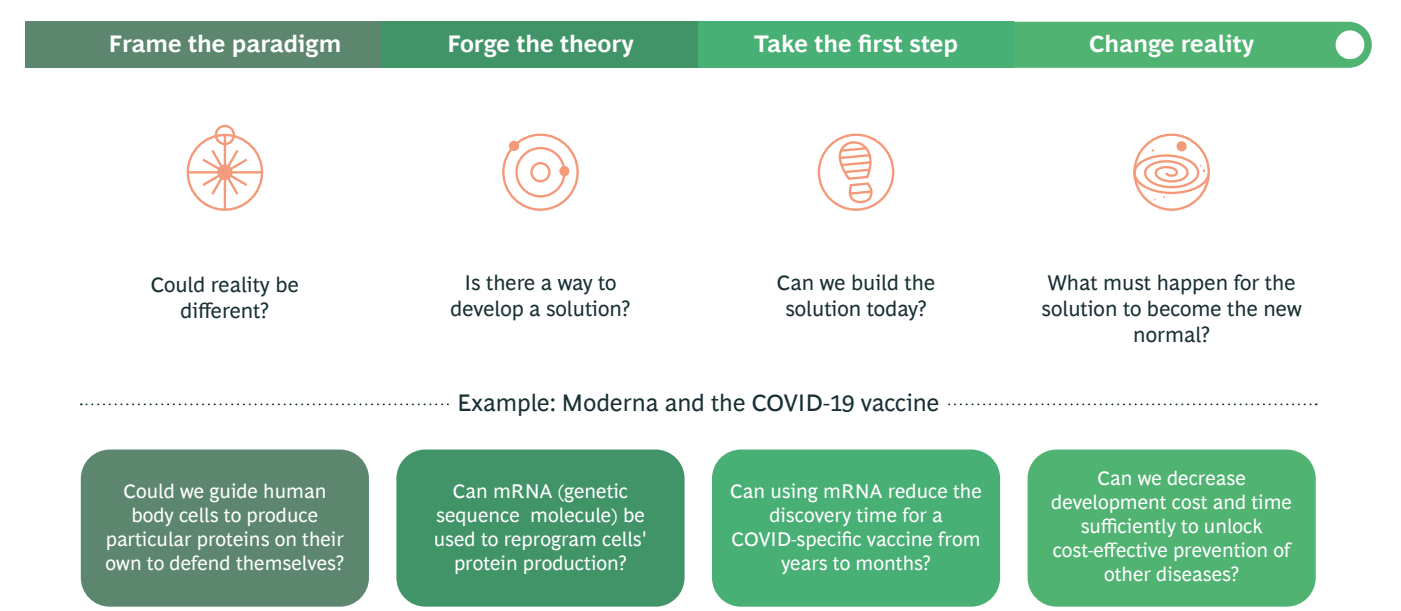 Frame the paradigm
Forge the theory
Take the first step
Change reality
Could reality be
different?
Is there a way to
develop a solution?
Can we build the
solution today?
What must happen for the
solution to become the new
normal?
Example: Moderna and the COVID-19 vaccine
Could we guide human
body cells to produce
particular proteins on their
own to defend themselves?
Can mRNA (genetic
sequence molecule) be
used to reprogram cells'
protein production?
Can using mRNA reduce the
discovery time for a
COVID-specific vaccine from
years to months?
Can we decrease
development cost and time
sufficiently to unlock
cost-effective prevention of
other diseases?